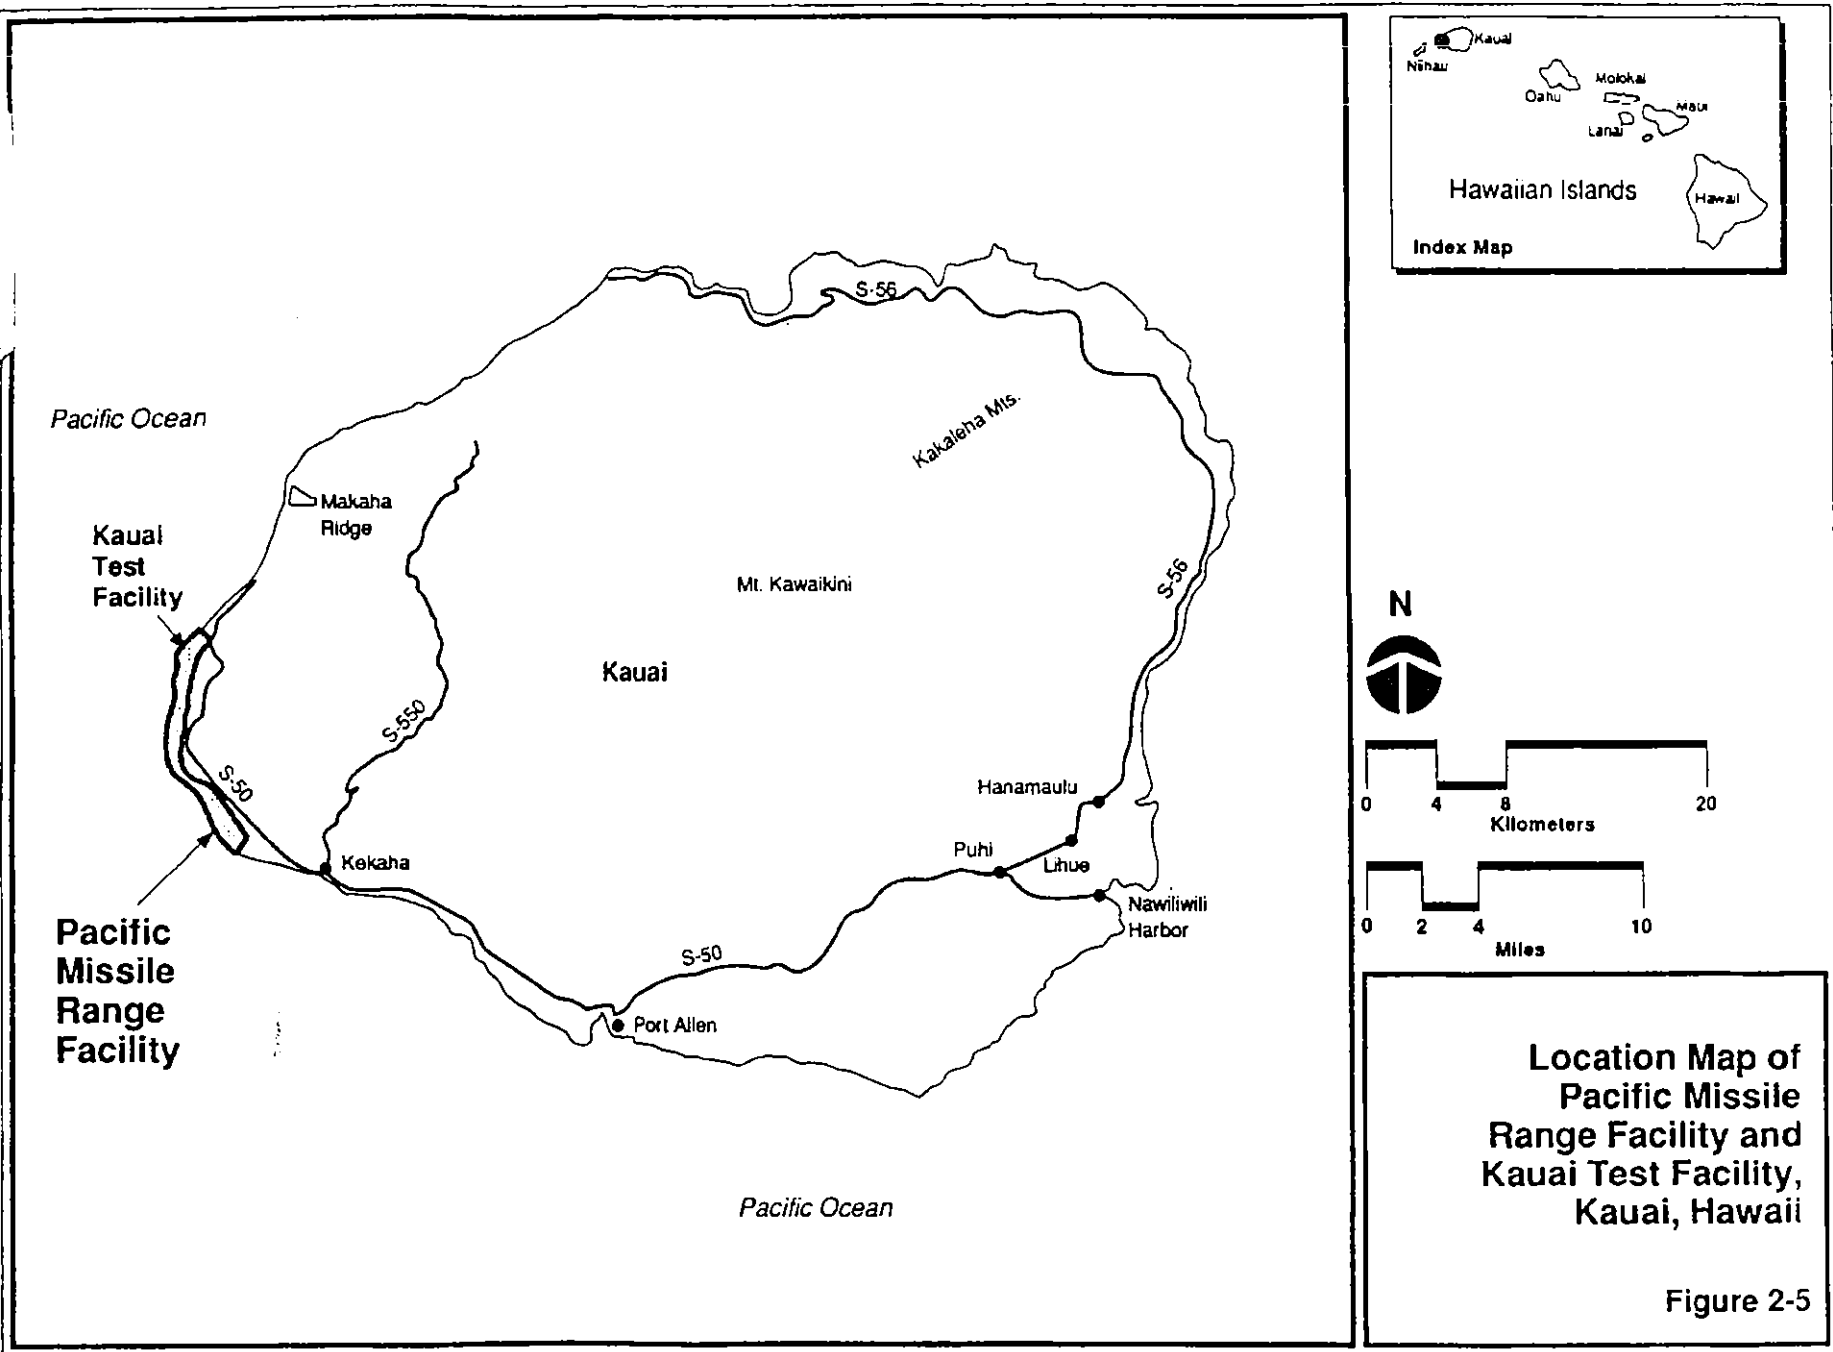 Kauai
Niihau
Oahu
Molokai
Maui
Lanai
Hawaiian Islands
Hawaii
Index Map
S-56
Pacific Ocean
Kakaleha Mts.
Makaha
Ridge
Kauai
Test
Facility
Mt. Kawaikini
S-56
N
Kauai
S-550
S-50
Hanamaulu
0 4 8 20
Kilometers
Puhi
Lihue
Kekaha
Nawiliwili
Harbor
0 2 4 10
Miles
Pacific
Missile
Range
Facility
S-50
Port Allen
Pacific Ocean
Location Map of
Pacific Missile
Range Facility and
Kauai Test Facility,
Kauai, Hawaii
Figure 2-5